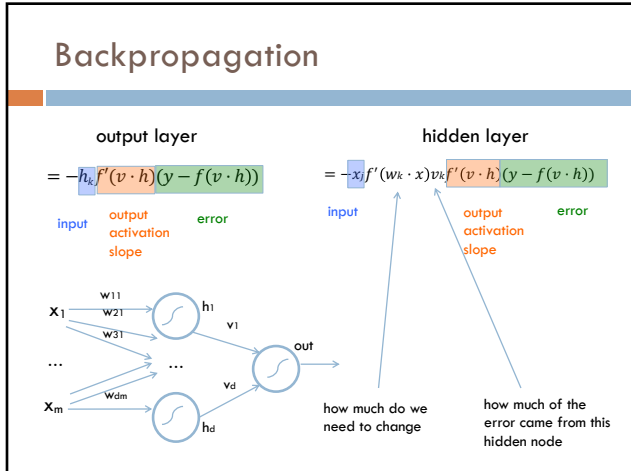 Backpropagation
output layer
= −h_k f′(v · h)(y − f(v · h))
input
output
activation
slope
error
hidden layer
= −x_j f′(w_k · x)v_k f′(v · h)(y − f(v · h))
input
output
activation
slope
error
x1
...
xm
w11
w21
w31
wdm
h1
...
hd
v1
vd
out
how much do we
need to change
how much of the
error came from this
hidden node